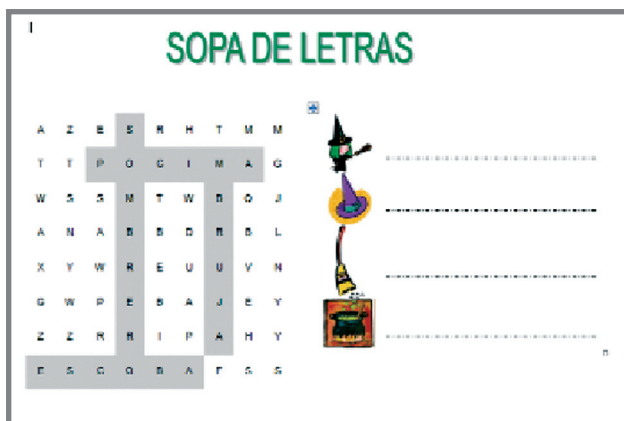 SOPA DE LETRAS
A Z E S R H T M M
T T P O C I M A G
W S S M T W B O J
A N A B B D R B L
X Y W R E U U V N
G W P E B A J E Y
Z Z R R I P A H Y
E S C O B A F S S